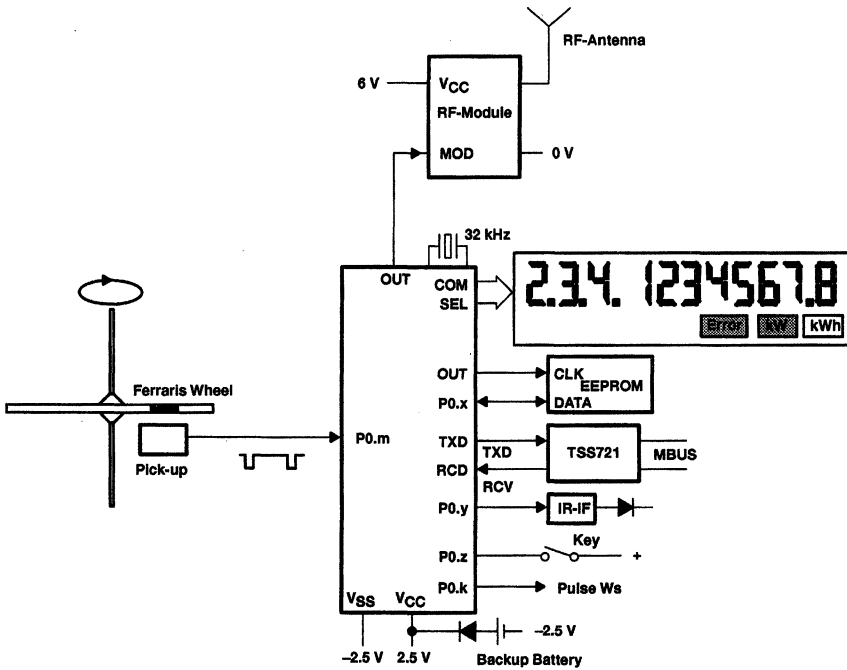 RF-Antenna
6 V
VCC
RF-Module
MOD
0 V
32 kHz
OUT
COM
SEL
2.3.4. 1234567.8
Error
kW
kWh
Ferraris Wheel
Pick-up
P0.m
OUT
CLK
EEPROM
P0.x
DATA
TXD
TXD
TSS721
MBUS
RCD
RCV
P0.y
IR-IF
Key
P0.z
+
P0.k
Pulse Ws
VSS
VCC
–2.5 V
2.5 V
–2.5 V
Backup Battery